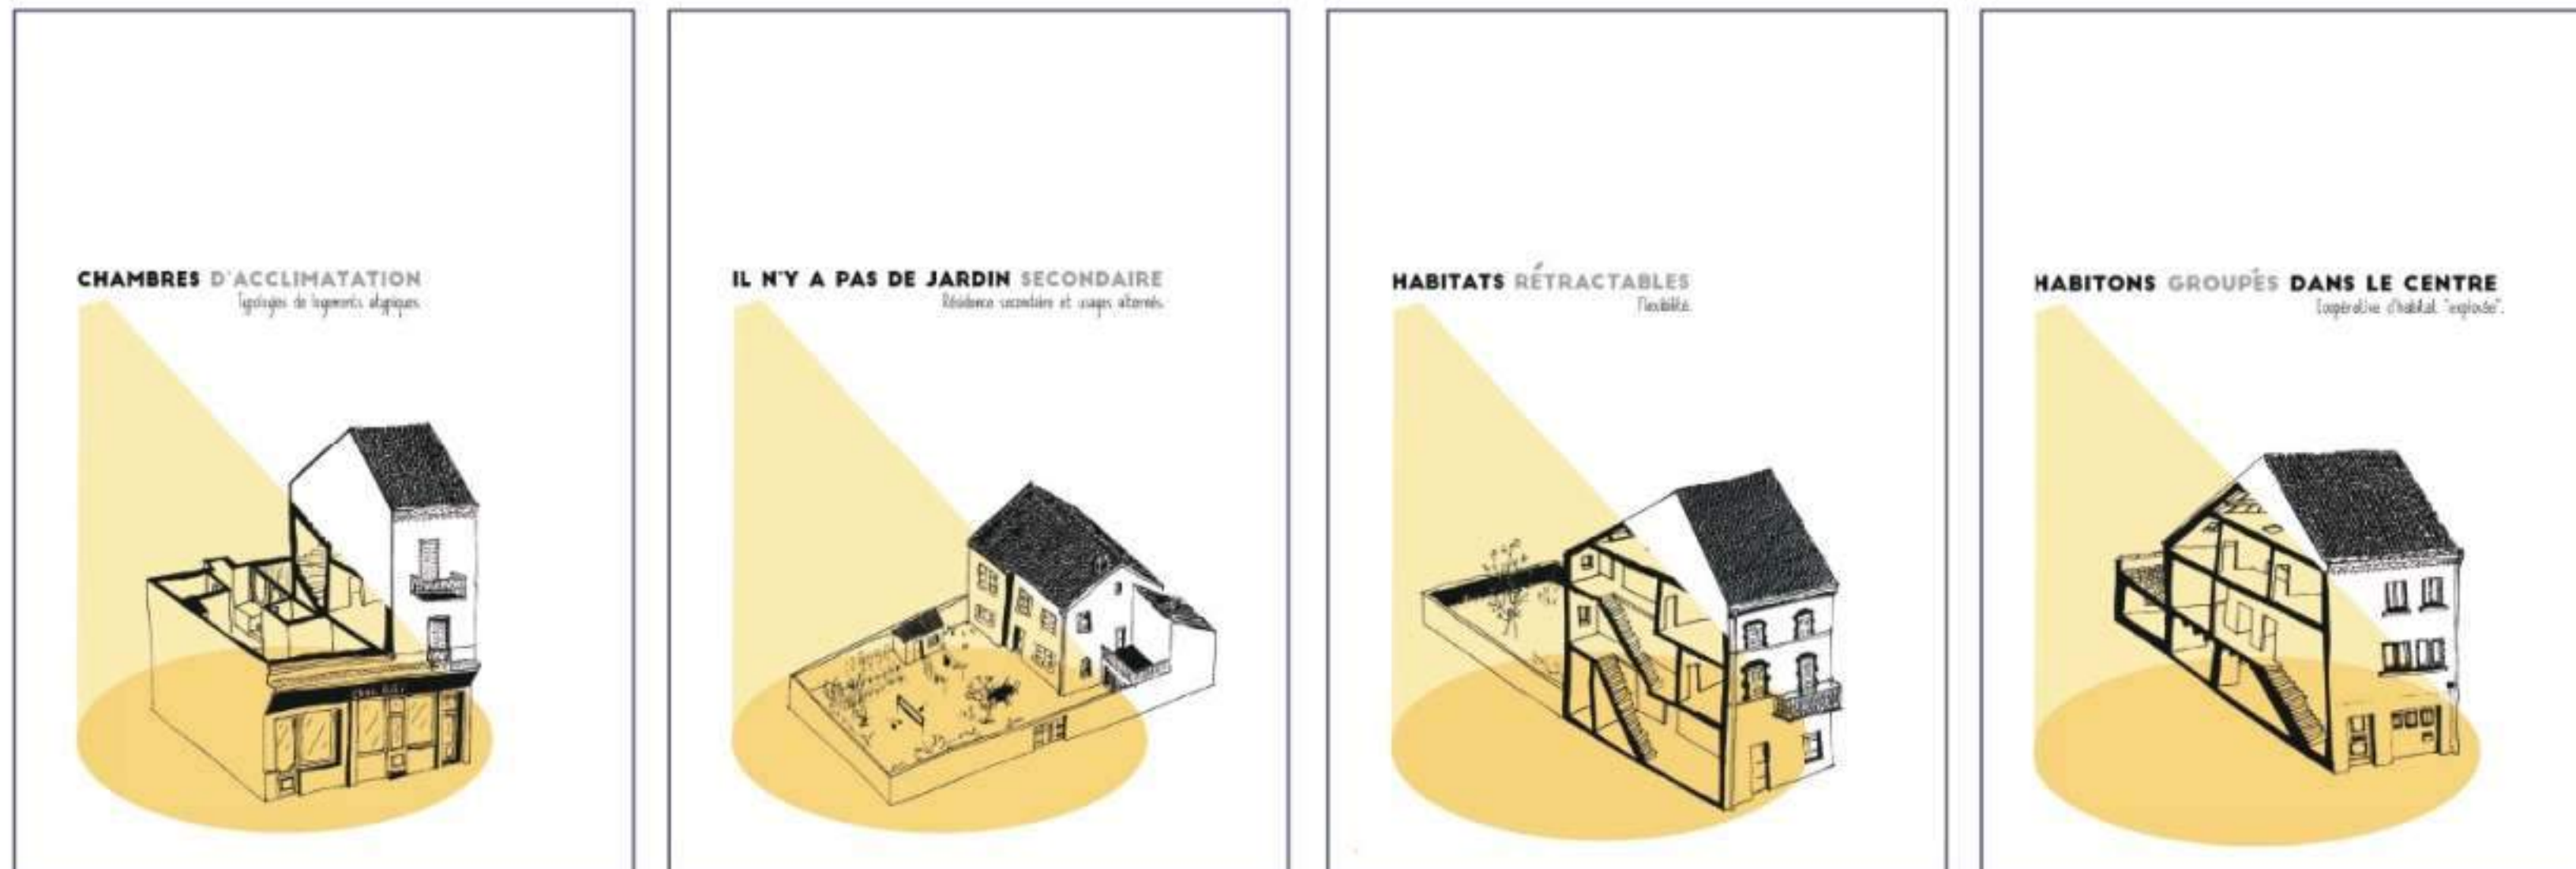 CHAMBRES D'ACCLIMATATION
Typologies de logements atypiques.
IL N'Y A PAS DE JARDIN SECONDAIRE
Résidence secondaire et usages alternés.
HABITATS RÉTRACTABLES
Flexibilité.
HABITONS GROUPÉS DANS LE CENTRE
Coopérative d'habitat "explosée".